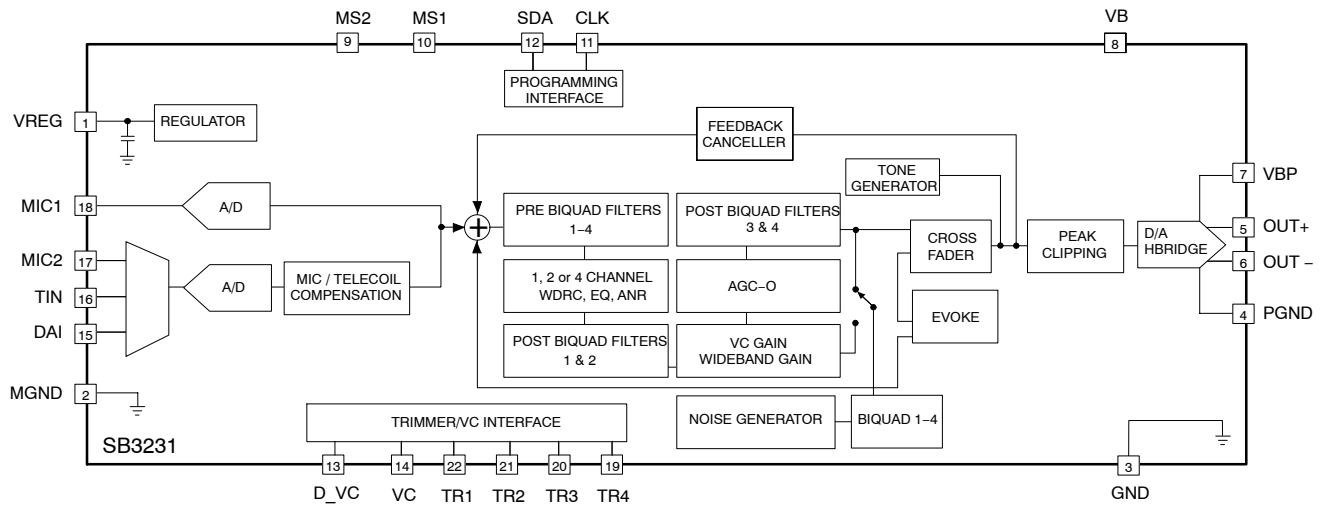 MS2 MS1 SDA CLK VB
9 10 12 11 8
PROGRAMMING
INTERFACE
VREG 1 REGULATOR
FEEDBACK
CANCELLER
TONE
GENERATOR
7 VBP
MIC1 18 A/D
PRE BIQUAD FILTERS
1–4
POST BIQUAD FILTERS
3 & 4
CROSS
FADER
PEAK
CLIPPING
D/A
HBRIDGE
5 OUT+
6 OUT –
MIC2 17
TIN 16
DAI 15
A/D
MIC / TELECOIL
COMPENSATION
1, 2 or 4 CHANNEL
WDRC, EQ, ANR
AGC–O
EVOKE
4 PGND
POST BIQUAD FILTERS
1 & 2
VC GAIN
WIDEBAND GAIN
MGND 2
NOISE GENERATOR
BIQUAD 1–4
TRIMMER/VC INTERFACE
SB3231
13 14 22 21 20 19 3
D_VC VC TR1 TR2 TR3 TR4 GND